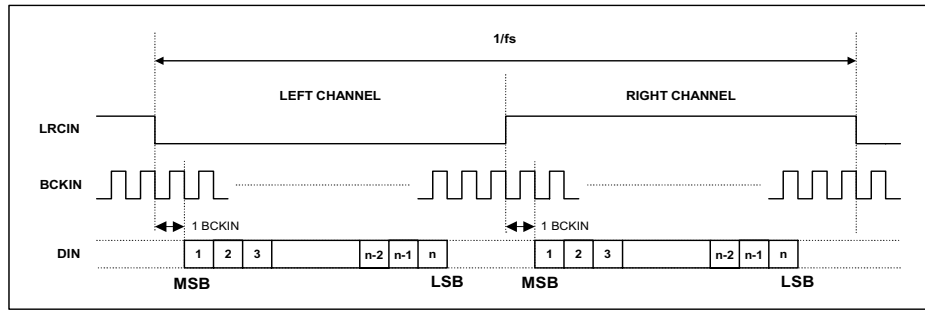 1/fs
LEFT CHANNEL RIGHT CHANNEL
LRCIN
BCKIN
1 BCKIN 1 BCKIN
DIN 1 2 3 n-2 n-1 n 1 2 3 n-2 n-1 n
MSB LSB MSB LSB